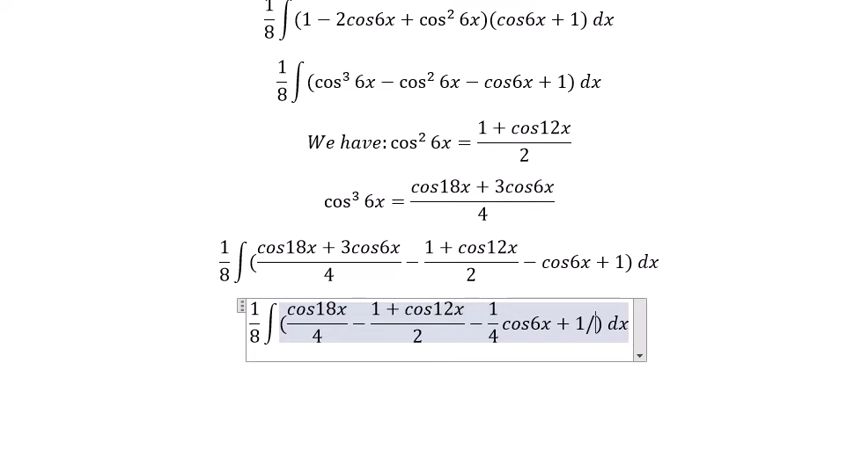 1/8 ∫ (1 − 2cos6x + cos² 6x)(cos6x + 1) dx
1/8 ∫ (cos³ 6x − cos² 6x − cos6x + 1) dx
We have: cos² 6x = (1 + cos12x)/2
cos³ 6x = (cos18x + 3cos6x)/4
1/8 ∫ ((cos18x + 3cos6x)/4 − (1 + cos12x)/2 − cos6x + 1) dx
1/8 ∫ (cos18x/4 − (1 + cos12x)/2 − 1/4 cos6x + 1/) dx